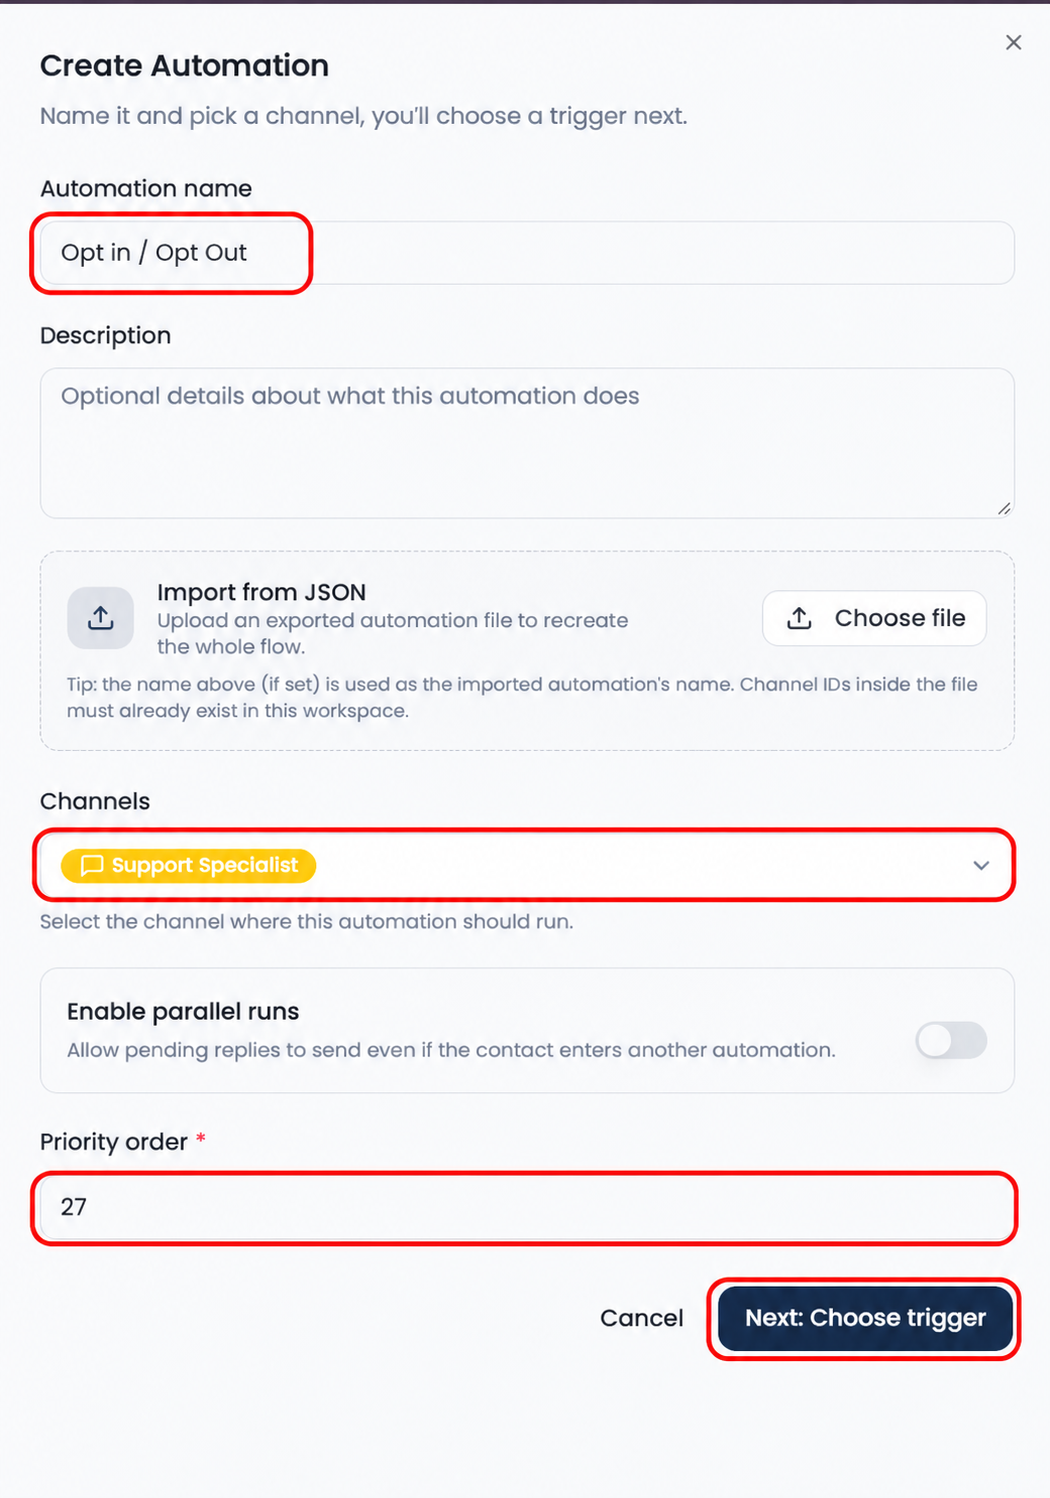 Create Automation
Name it and pick a channel, you'll choose a trigger next.
Automation name
Opt in / Opt Out
Description
Optional details about what this automation does
Import from JSON
Upload an exported automation file to recreate
the whole flow.
Choose file
Tip: the name above (if set) is used as the imported automation's name. Channel IDs inside the file
must already exist in this workspace.
Channels
Support Specialist
Select the channel where this automation should run.
Enable parallel runs
Allow pending replies to send even if the contact enters another automation.
Priority order *
27
Cancel
Next: Choose trigger